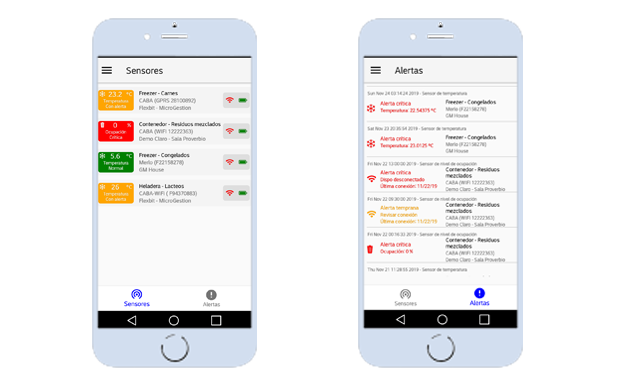 Sensores
23.2 °C
Temperatura
Con alerta
Freezer - Carnes
CABA (GPRS 28100892)
Flexbit - MicroGestion
0 %
Ocupación
Crítica
Contenedor - Residuos mezclados
CABA (WiFi 12222363)
Demo Claro - Sala Proverbio
5.6 °C
Temperatura
Normal
Freezer - Congelados
Merlo (F22158278)
GM House
26 °C
Temperatura
Con alerta
Heladera - Lacteos
CABA-WiFi ( F94370883)
Flexbit - MicroGestion
Sensores
Alertas
Alertas
Sun Nov 24 03:14:24 2019 - Sensor de temperatura
Alerta crítica
Temperatura: 22.54375 °C
Freezer - Congelados
Merlo (F22158278)
GM House
Sat Nov 23 20:35:54 2019 - Sensor de temperatura
Alerta crítica
Temperatura: 23.0125 °C
Freezer - Congelados
Merlo (F22158278)
GM House
Fri Nov 22 13:00:00 2019 - Sensor de nivel de ocupación
Alerta crítica
Dispo desconectado
Última conexión: 11/22/19
Contenedor - Residuos
mezclados
CABA (WiFi 12222363)
Demo Claro - Sala Proverbio
Fri Nov 22 09:30:05 2019 - Sensor de nivel de ocupación
Alerta temprana
Revisar conexión
Última conexión: 11/22/19
Contenedor - Residuos
mezclados
CABA (WiFi 12222363)
Demo Claro - Sala Proverbio
Fri Nov 22 00:16:33 2019 - Sensor de nivel de ocupación
Alerta crítica
Ocupación: 0 %
Contenedor - Residuos
mezclados
CABA (WiFi 12222363)
Demo Claro - Sala Proverbio
Thu Nov 21 11:28:55 2019 - Sensor de temperatura
Sensores
Alertas